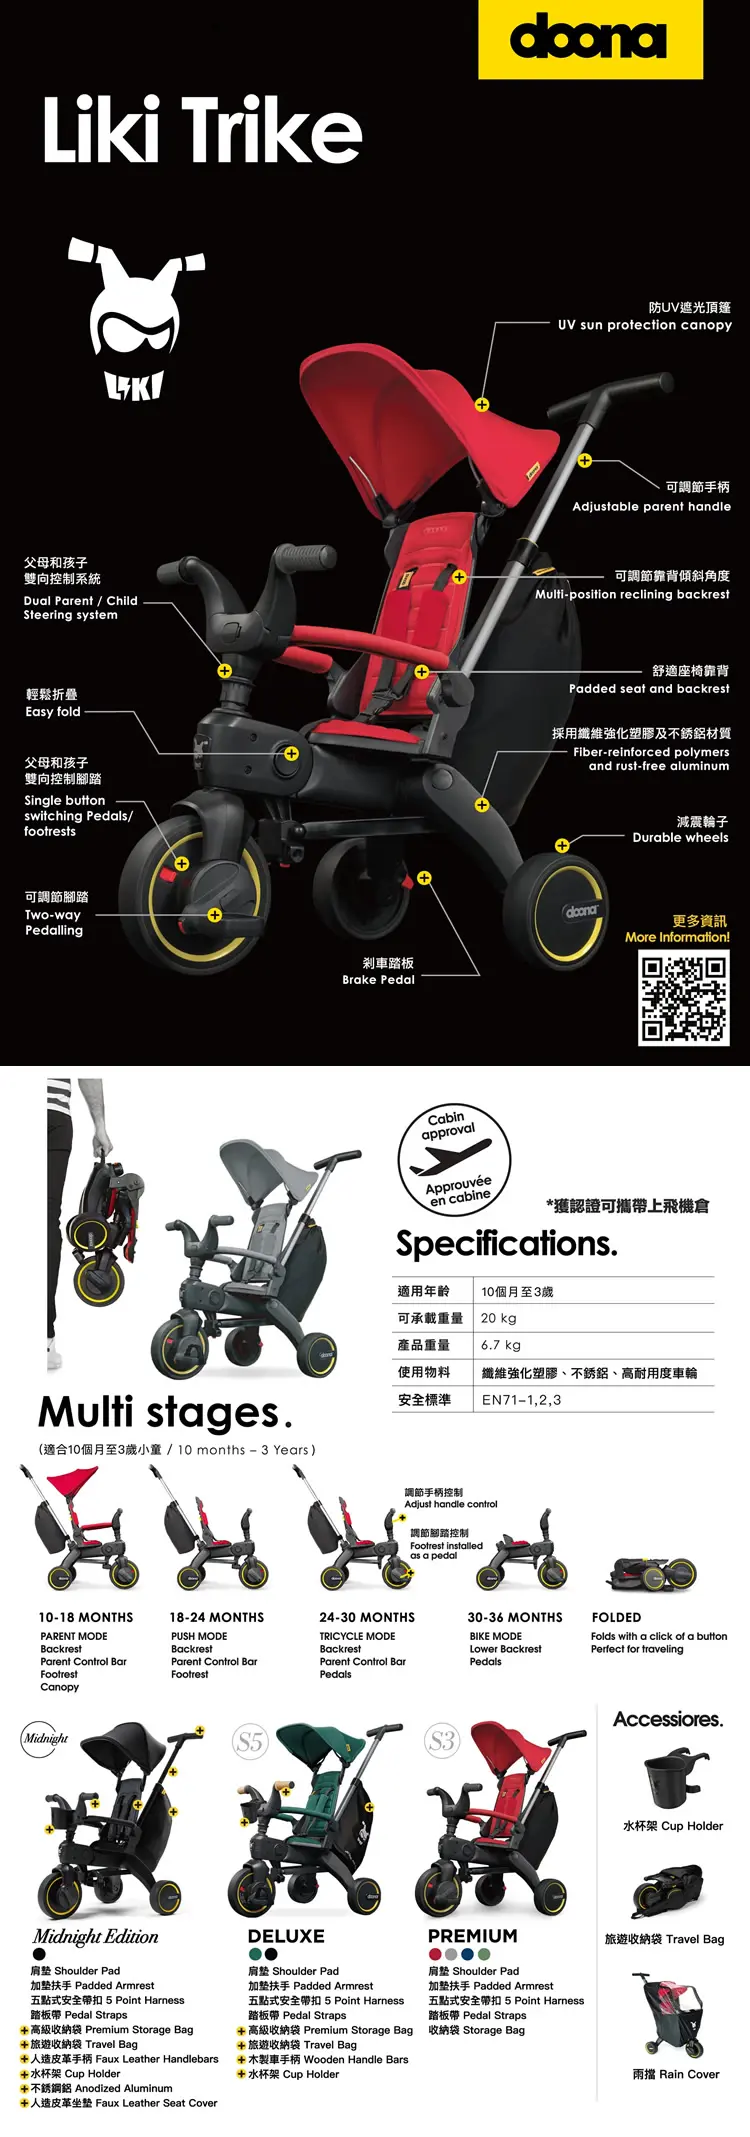 doona
Liki Trike
LIKI
防UV遮光頂篷
UV sun protection canopy
可調節手柄
Adjustable parent handle
父母和孩子
雙向控制系統
Dual Parent / Child
Steering system
可調節靠背傾斜角度
Multi-position reclining backrest
舒適座椅靠背
Padded seat and backrest
輕鬆折疊
Easy fold
採用纖維強化塑膠及不銹鋁材質
Fiber-reinforced polymers
and rust-free aluminum
父母和孩子
雙向控制腳踏
Single button
switching Pedals/
footrests
減震輪子
Durable wheels
可調節腳踏
Two-way
Pedalling
doona
剎車踏板
Brake Pedal
更多資訊
More Information!
Cabin
approval
Approuvée
en cabine
*獲認證可攜帶上飛機倉
Specifications.
適用年齡 10個月至3歲
可承載重量 20 kg
產品重量 6.7 kg
使用物料 纖維強化塑膠、不銹鋁、高耐用度車輪
安全標準 EN71-1,2,3
Multi stages.
(適合10個月至3歲小童 / 10 months – 3 Years)
調節手柄控制
Adjust handle control
調節腳踏控制
Footrest installed
as a pedal
10-18 MONTHS
PARENT MODE
Backrest
Parent Control Bar
Footrest
Canopy
18-24 MONTHS
PUSH MODE
Backrest
Parent Control Bar
Footrest
24-30 MONTHS
TRICYCLE MODE
Backrest
Parent Control Bar
Pedals
30-36 MONTHS
BIKE MODE
Lower Backrest
Pedals
FOLDED
Folds with a click of a button
Perfect for traveling
Midnight
Midnight Edition
肩墊 Shoulder Pad
加墊扶手 Padded Armrest
五點式安全帶扣 5 Point Harness
踏板帶 Pedal Straps
+高級收納袋 Premium Storage Bag
+旅遊收納袋 Travel Bag
+人造皮革手柄 Faux Leather Handlebars
+水杯架 Cup Holder
+不銹鋼鋁 Anodized Aluminum
+人造皮革坐墊 Faux Leather Seat Cover
S5
DELUXE
肩墊 Shoulder Pad
加墊扶手 Padded Armrest
五點式安全帶扣 5 Point Harness
踏板帶 Pedal Straps
+高級收納袋 Premium Storage Bag
+旅遊收納袋 Travel Bag
+木製車手柄 Wooden Handle Bars
+水杯架 Cup Holder
S3
PREMIUM
肩墊 Shoulder Pad
加墊扶手 Padded Armrest
五點式安全帶扣 5 Point Harness
踏板帶 Pedal Straps
收納袋 Storage Bag
Accessiores.
水杯架 Cup Holder
旅遊收納袋 Travel Bag
雨擋 Rain Cover